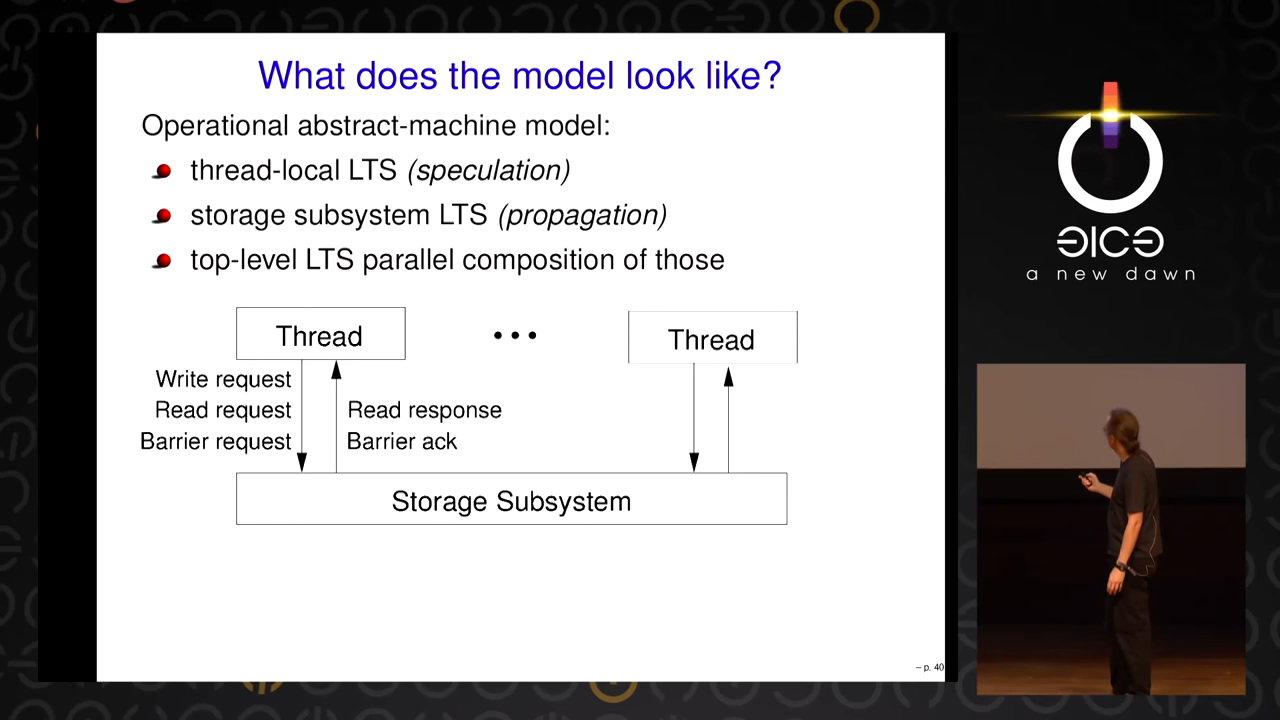 What does the model look like?
Operational abstract-machine model:
thread-local LTS (speculation)
storage subsystem LTS (propagation)
top-level LTS parallel composition of those
Thread
Thread
Write request
Read request
Barrier request
Read response
Barrier ack
Storage Subsystem
– p. 40
31C3
a new dawn